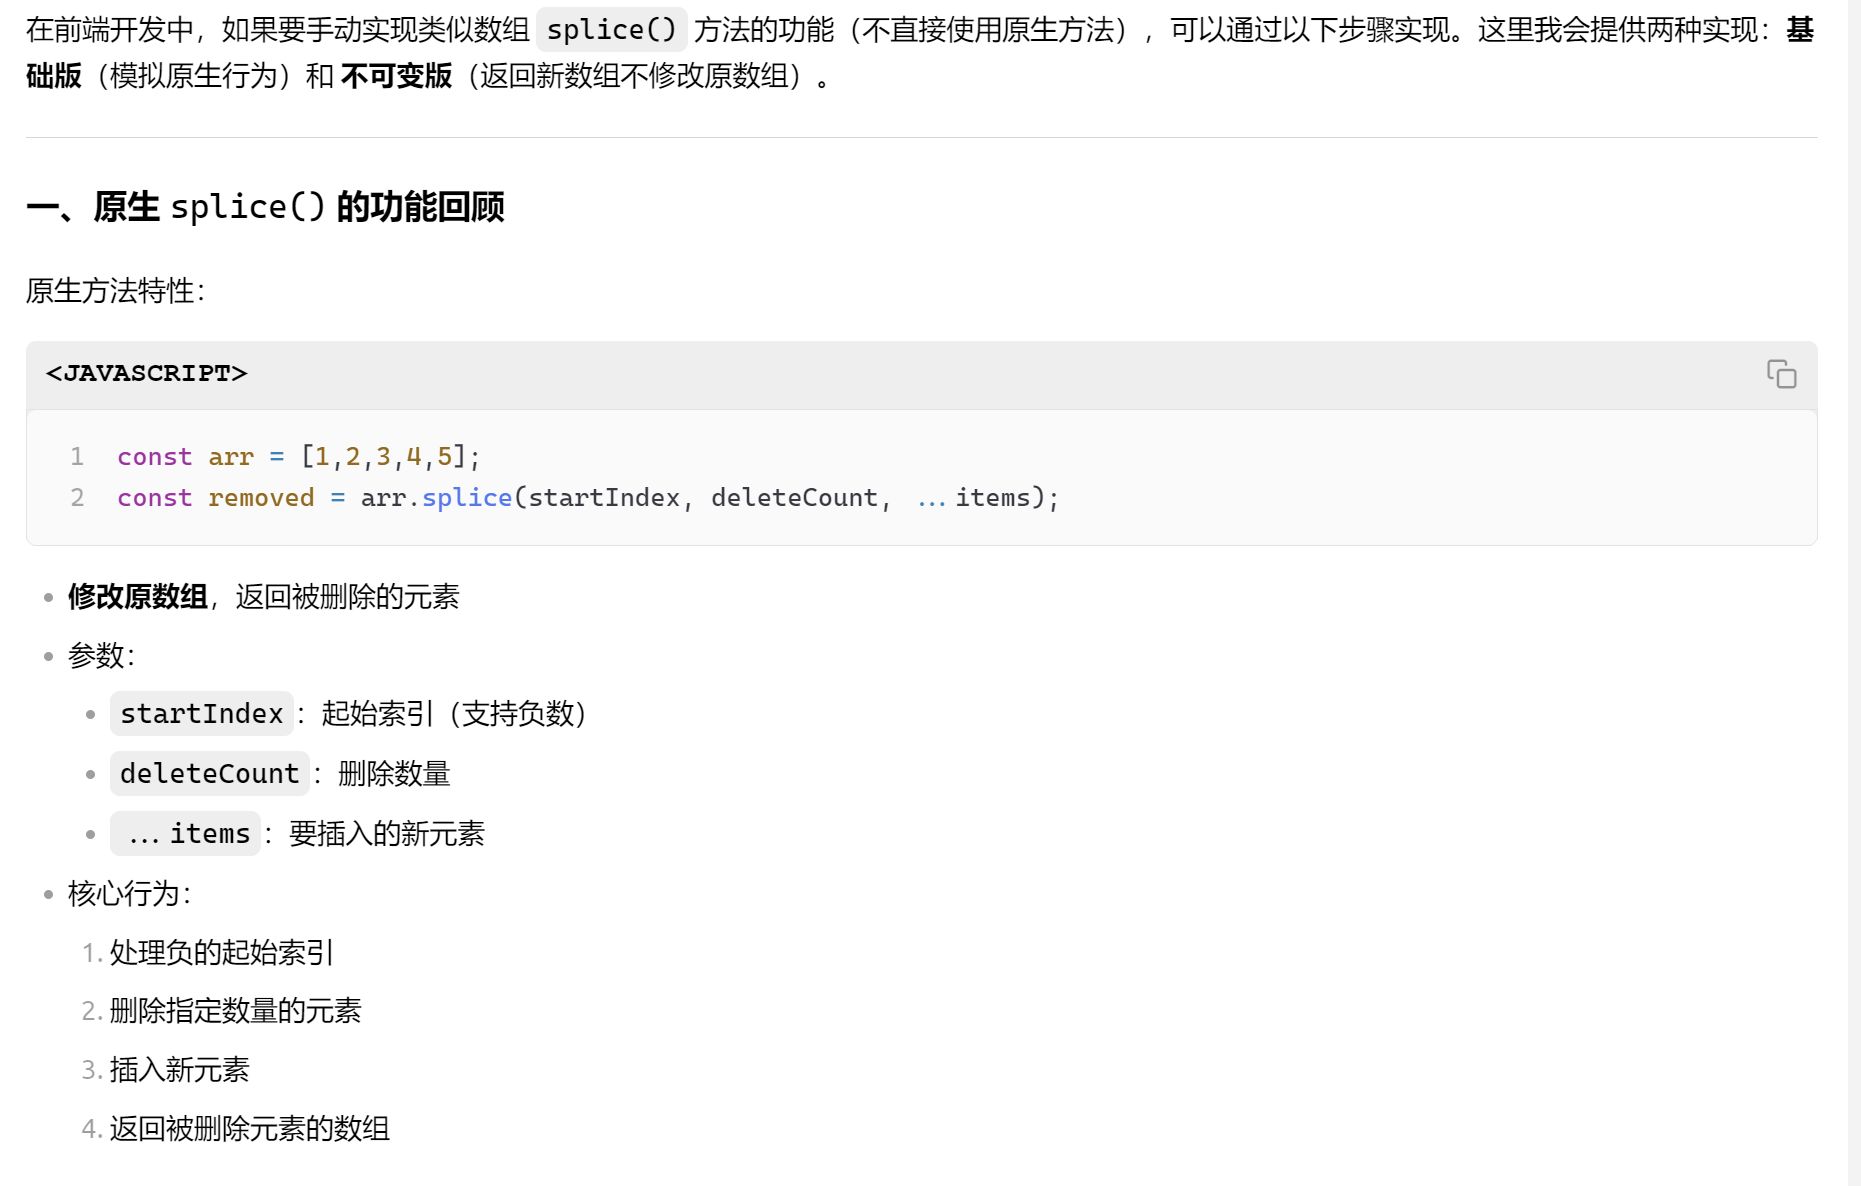 在前端开发中，如果要手动实现类似数组 splice() 方法的功能（不直接使用原生方法），可以通过以下步骤实现。这里我会提供两种实现：基
础版（模拟原生行为）和 不可变版（返回新数组不修改原数组）。
一、原生 splice() 的功能回顾
原生方法特性：
<JAVASCRIPT>
1 const arr = [1,2,3,4,5];
2 const removed = arr.splice(startIndex, deleteCount, ...items);
• 修改原数组，返回被删除的元素
• 参数：
• startIndex：起始索引（支持负数）
• deleteCount：删除数量
• ...items：要插入的新元素
• 核心行为：
1. 处理负的起始索引
2. 删除指定数量的元素
3. 插入新元素
4. 返回被删除元素的数组